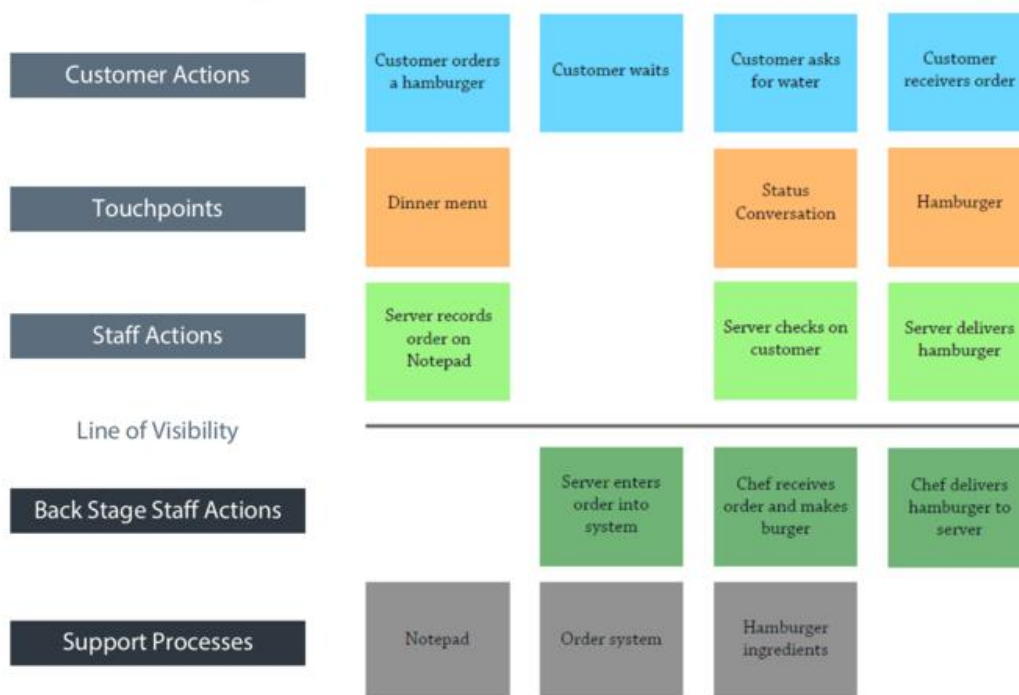 Customer Actions
Customer orders
a hamburger
Customer waits
Customer asks
for water
Customer
receivers order
Touchpoints
Dinner menu
Status
Conversation
Hamburger
Staff Actions
Server records
order on
Notepad
Server checks on
customer
Server delivers
hamburger
Line of Visibility
Back Stage Staff Actions
Server enters
order into
system
Chef receives
order and makes
burger
Chef delivers
hamburger to
server
Support Processes
Notepad
Order system
Hamburger
ingredients